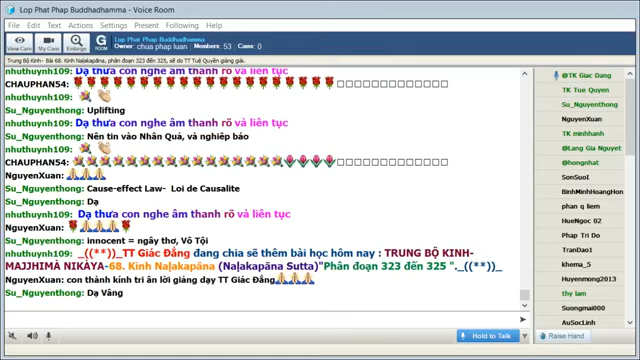 Lop Phat Phap Buddhadhamma - Voice Room
File Edit Text Actions Settings Present Following Help
View Cam My Cam Enlarge ROOM
Lop Phat Phap Buddhadhamma
Owner chua phap luan Members: 53 Cams: 0
Trung Bộ Kinh- Bài 68. Kinh Naḷakapāna, phân đoạn 323 đến 325, sẽ do TT Tuệ Quyền giảng giải.
nhuthuynh109: Dạ thưa con nghe âm thanh rõ và liên tục
CHAUPHAN54:
nhuthuynh109:
Su_Nguyenthong: Uplifting
nhuthuynh109: Dạ thưa con nghe âm thanh rõ và liên tục
Su_Nguyenthong: Nên tin vào Nhân Quả, và nghiệp báo
nhuthuynh109:
CHAUPHAN54:
NguyenXuan:
Su_Nguyenthong: Cause-effect Law- Loi de Causalite
Su_Nguyenthong: Dạ
nhuthuynh109: Dạ thưa con nghe âm thanh rõ và liên tục
NguyenXuan:
Su_Nguyenthong: innocent = ngây thơ, Vô Tội
nhuthuynh109: _((**))_TT Giác Đẳng đang chia sẽ thêm bài học hôm nay : TRUNG BỘ KINH-
MAJJHIMÀ NIKÀYA-68. Kinh Naḷakapāna (Naḷakapāna Sutta)"Phân đoạn 323 đến 325 "._((**))_
NguyenXuan: con thành kính tri ân lời giảng dạy TT Giác Đẳng
Su_Nguyenthong: Dạ Vâng
Hold to Talk
@TK Giac Dang
TK Tue Quyen
Su_Nguyenthong
NguyenXuan
TK minhhanh
@Lang Gia Nguyet
@hongnhat
SonSuoI
BinhMinhHoangHon
phan q liem
HueNgoc 02
Phap Tri Do
TranDao1
khema_5
Huyenmong2013
thy lam
Suongmai000
AuSocLinh
Raise Hand